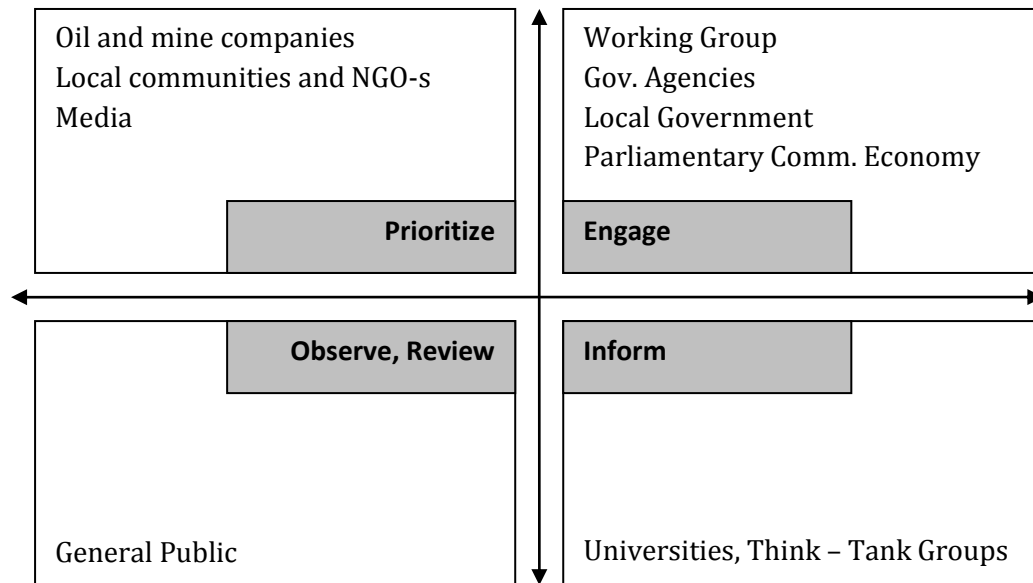 Oil and mine companies
Local communities and NGO-s
Media
Prioritize
Working Group
Gov. Agencies
Local Government
Parliamentary Comm. Economy
Engage
Observe, Review
General Public
Inform
Universities, Think – Tank Groups